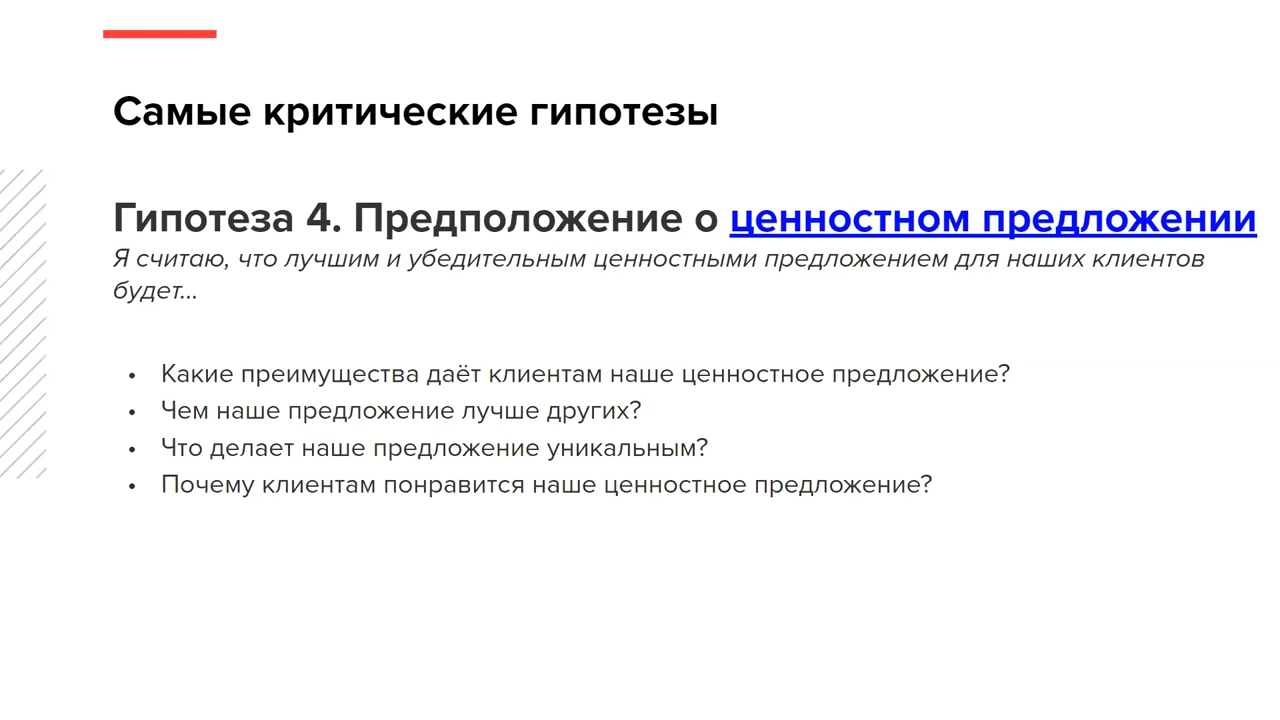 Самые критические гипотезы
Гипотеза 4. Предположение о ценностном предложении
Я считаю, что лучшим и убедительным ценностными предложением для наших клиентов
будет...
• Какие преимущества даёт клиентам наше ценностное предложение?
• Чем наше предложение лучше других?
• Что делает наше предложение уникальным?
• Почему клиентам понравится наше ценностное предложение?